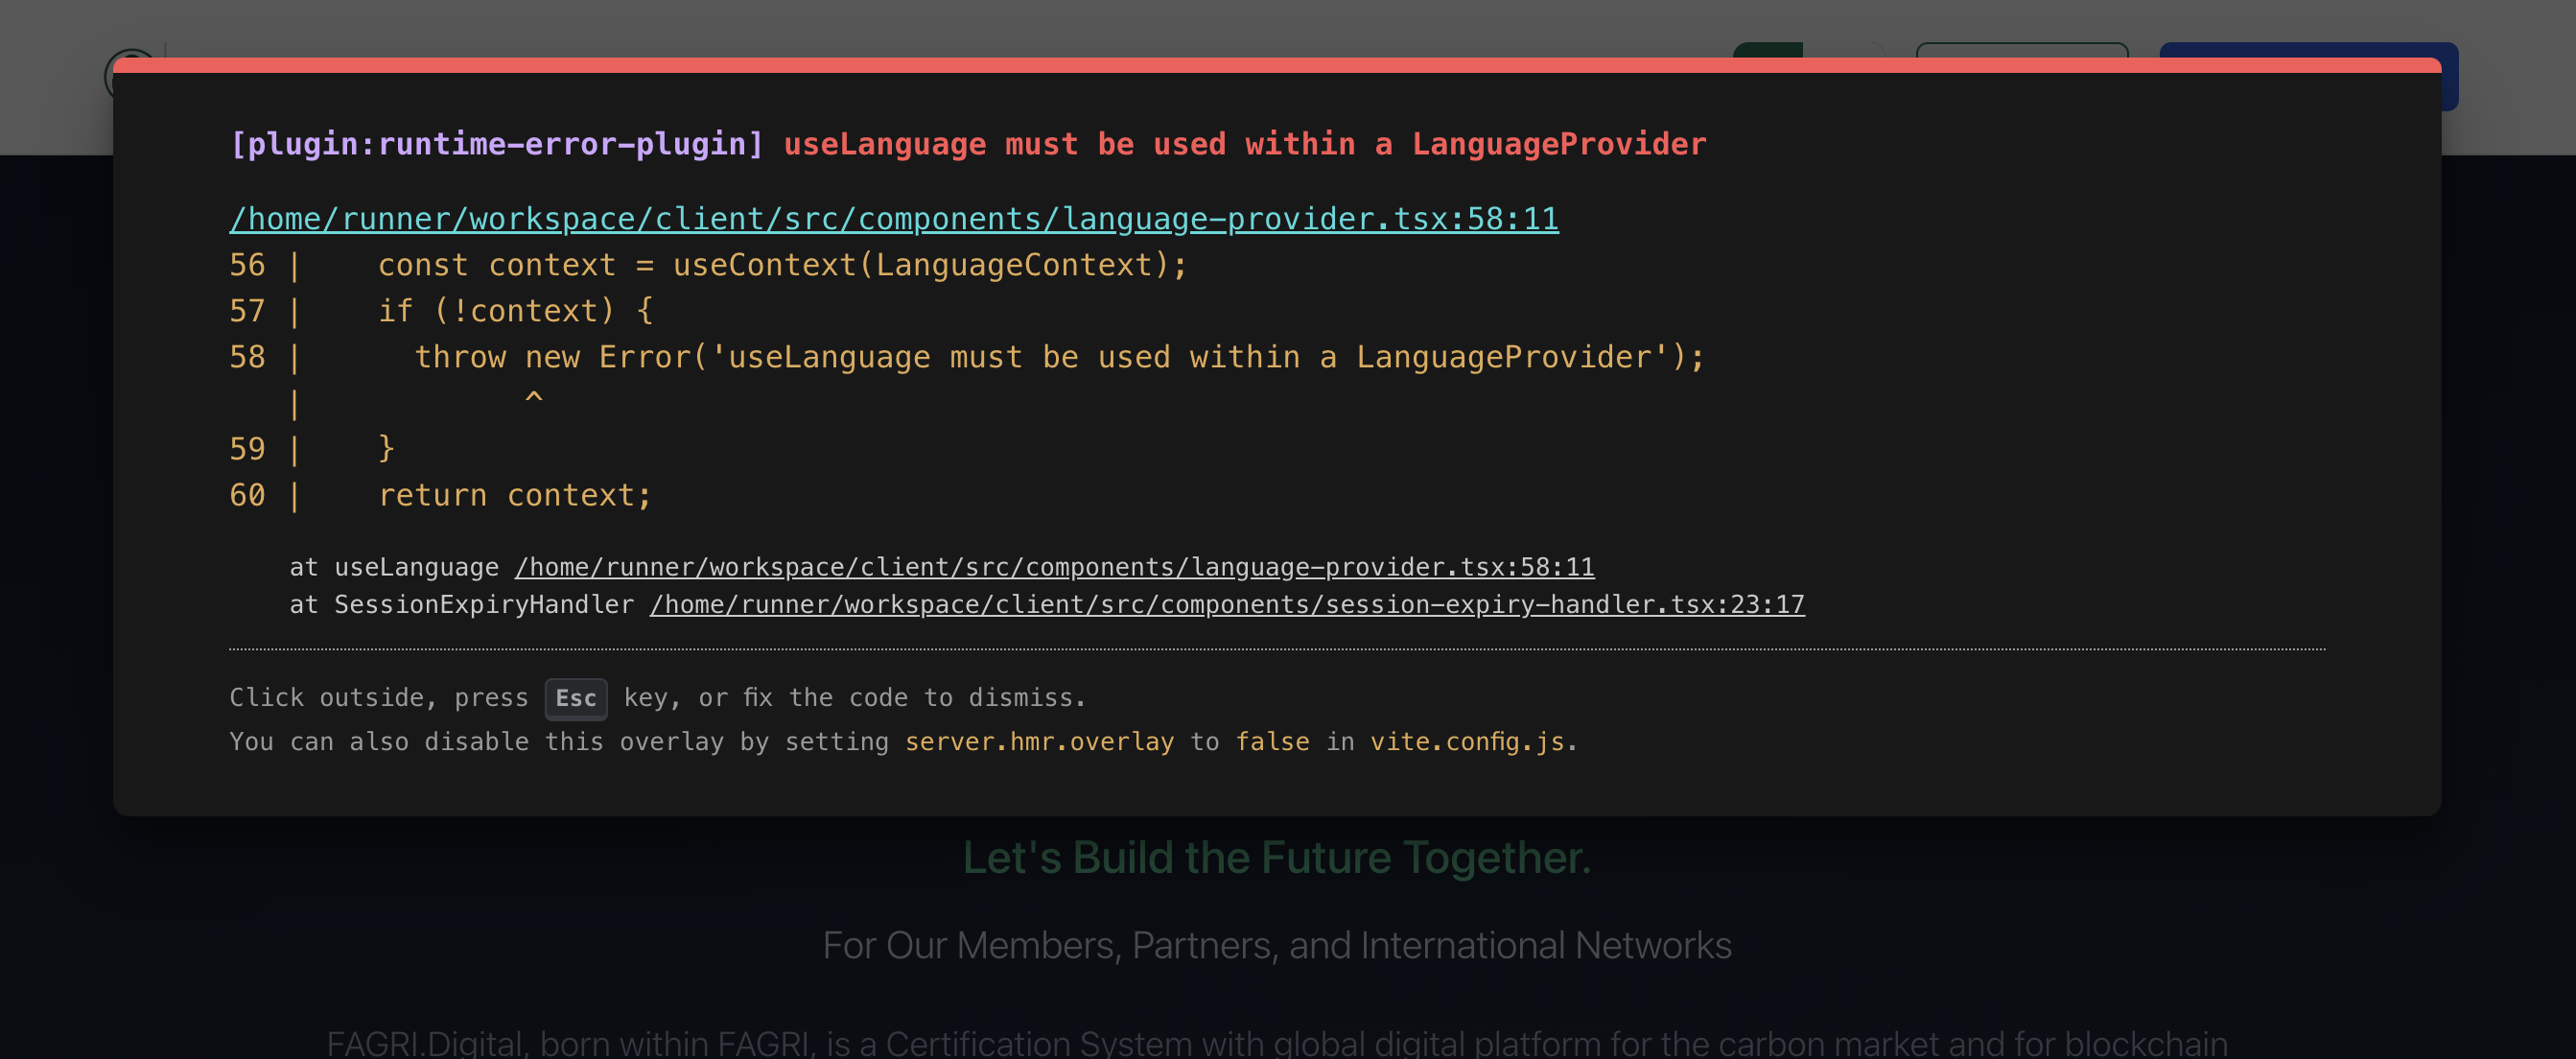 [plugin:runtime-error-plugin] useLanguage must be used within a LanguageProvider
/home/runner/workspace/client/src/components/language-provider.tsx:58:11
56 |    const context = useContext(LanguageContext);
57 |    if (!context) {
58 |      throw new Error('useLanguage must be used within a LanguageProvider');
   |            ^
59 |    }
60 |    return context;
at useLanguage /home/runner/workspace/client/src/components/language-provider.tsx:58:11
at SessionExpiryHandler /home/runner/workspace/client/src/components/session-expiry-handler.tsx:23:17
Click outside, press Esc key, or fix the code to dismiss.
You can also disable this overlay by setting server.hmr.overlay to false in vite.config.js.
Let's Build the Future Together.
For Our Members, Partners, and International Networks
FAGRI.Digital, born within FAGRI, is a Certification System with global digital platform for the carbon market and for blockchain